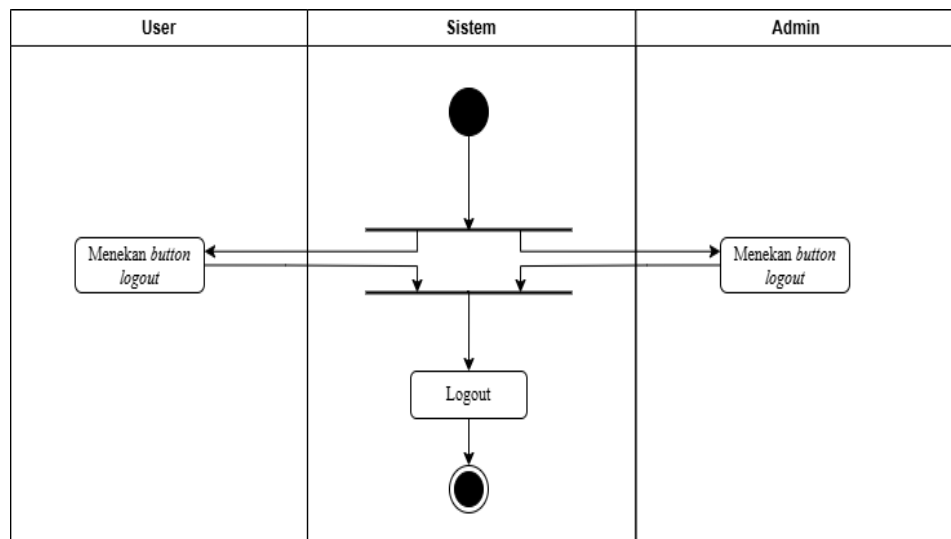 User
Sistem
Admin
Menekan button
logout
Menekan button
logout
Logout